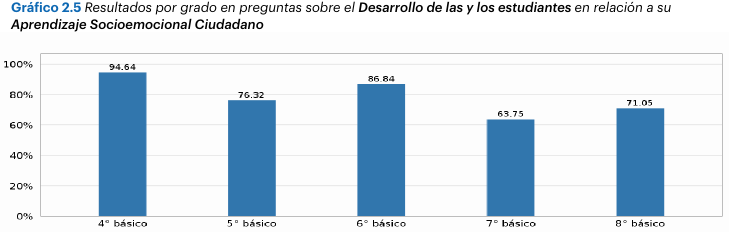 Gráfico 2.5 Resultados por grado en preguntas sobre el Desarrollo de las y los estudiantes en relación a su
Aprendizaje Socioemocional Ciudadano
100%
80%
60%
40%
20%
0%
94.64
76.32
86.84
63.75
71.05
4° básico
5° básico
6° básico
7° básico
8° básico